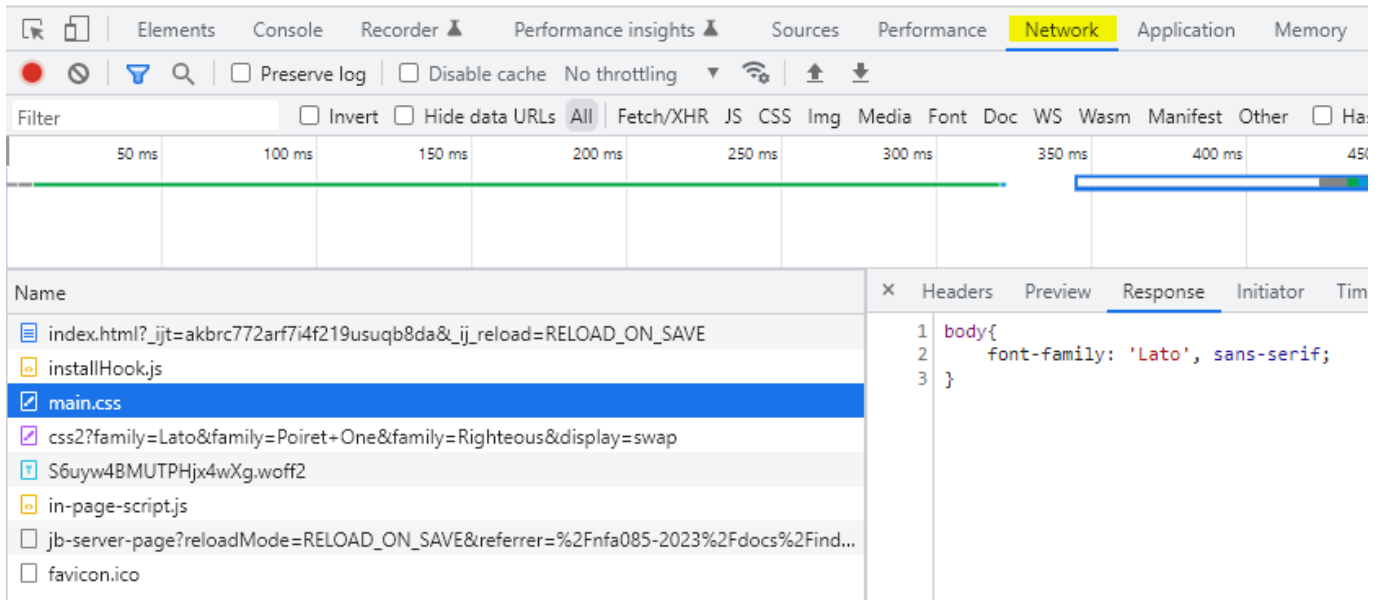 Elements Console Recorder Performance insights Sources Performance Network Application Memory
Preserve log Disable cache No throttling
Filter Invert Hide data URLs All Fetch/XHR JS CSS Img Media Font Doc WS Wasm Manifest Other Has
50 ms 100 ms 150 ms 200 ms 250 ms 300 ms 350 ms 400 ms 450
Name
Headers Preview Response Initiator Tim
index.html?_ijt=akbrc772arf7i4f219usuqb8da&_ij_reload=RELOAD_ON_SAVE
installHook.js
main.css
css2?family=Lato&family=Poiret+One&family=Righteous&display=swap
S6uyw4BMUTPHjx4wXg.woff2
in-page-script.js
jb-server-page?reloadMode=RELOAD_ON_SAVE&referrer=%2Fnfa085-2023%2Fdocs%2Find...
favicon.ico
1 body{
2 font-family: 'Lato', sans-serif;
3 }